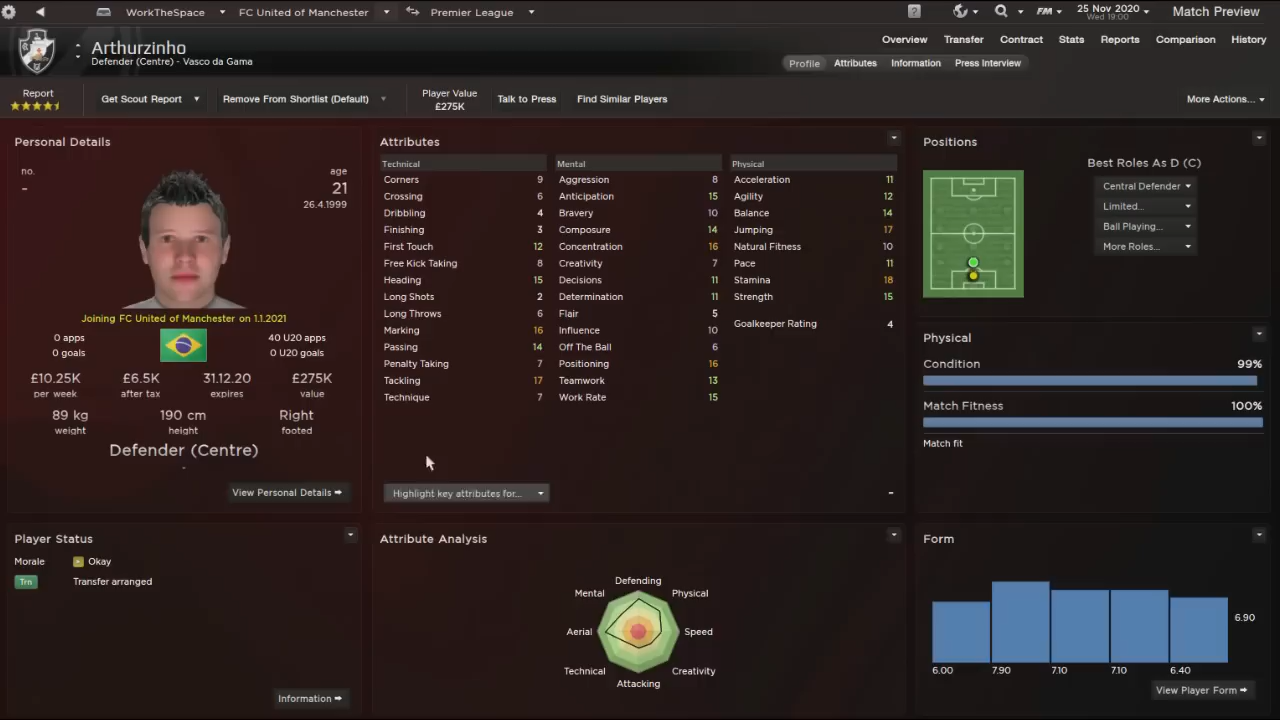 WorkTheSpace FC United of Manchester Premier League FM 25 Nov 2020 Match Preview
Wed 19:00
Arthurzinho
Defender (Centre) - Vasco da Gama
Overview Transfer Contract Stats Reports Comparison History
Profile Attributes Information Press Interview
Report
Get Scout Report Remove From Shortlist (Default) Player Value £275K Talk to Press Find Similar Players More Actions...
Personal Details
no.
-
age
21
26.4.1999
Joining FC United of Manchester on 1.1.2021
0 apps 40 U20 apps
0 goals 0 U20 goals
£10.25K £6.5K 31.12.20 £275K
per week after tax expires value
89 kg 190 cm Right
weight height footed
Defender (Centre)
-
View Personal Details
Attributes
Technical Mental Physical
Corners 9 Aggression 8 Acceleration 11
Crossing 6 Anticipation 15 Agility 12
Dribbling 4 Bravery 10 Balance 14
Finishing 3 Composure 14 Jumping 17
First Touch 12 Concentration 16 Natural Fitness 10
Free Kick Taking 8 Creativity 7 Pace 11
Heading 15 Decisions 11 Stamina 18
Long Shots 2 Determination 11 Strength 15
Long Throws 6 Flair 5
Marking 16 Influence 10 Goalkeeper Rating 4
Passing 14 Off The Ball 6
Penalty Taking 7 Positioning 16
Tackling 17 Teamwork 13
Technique 7 Work Rate 15
Highlight key attributes for... -
Positions
Best Roles As D (C)
Central Defender
Limited...
Ball Playing...
More Roles...
Physical
Condition 99%
Match Fitness 100%
Match fit
Player Status
Morale Okay
Trn Transfer arranged
Information
Attribute Analysis
Defending
Mental Physical
Aerial Speed
Technical Creativity
Attacking
Form
6.90
6.00 7.90 7.10 7.10 6.40
View Player Form